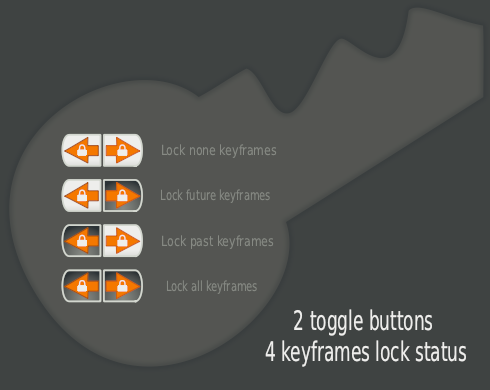 Lock none keyframes
Lock future keyframes
Lock past keyframes
Lock all keyframes
2 toggle buttons
4 keyframes lock status